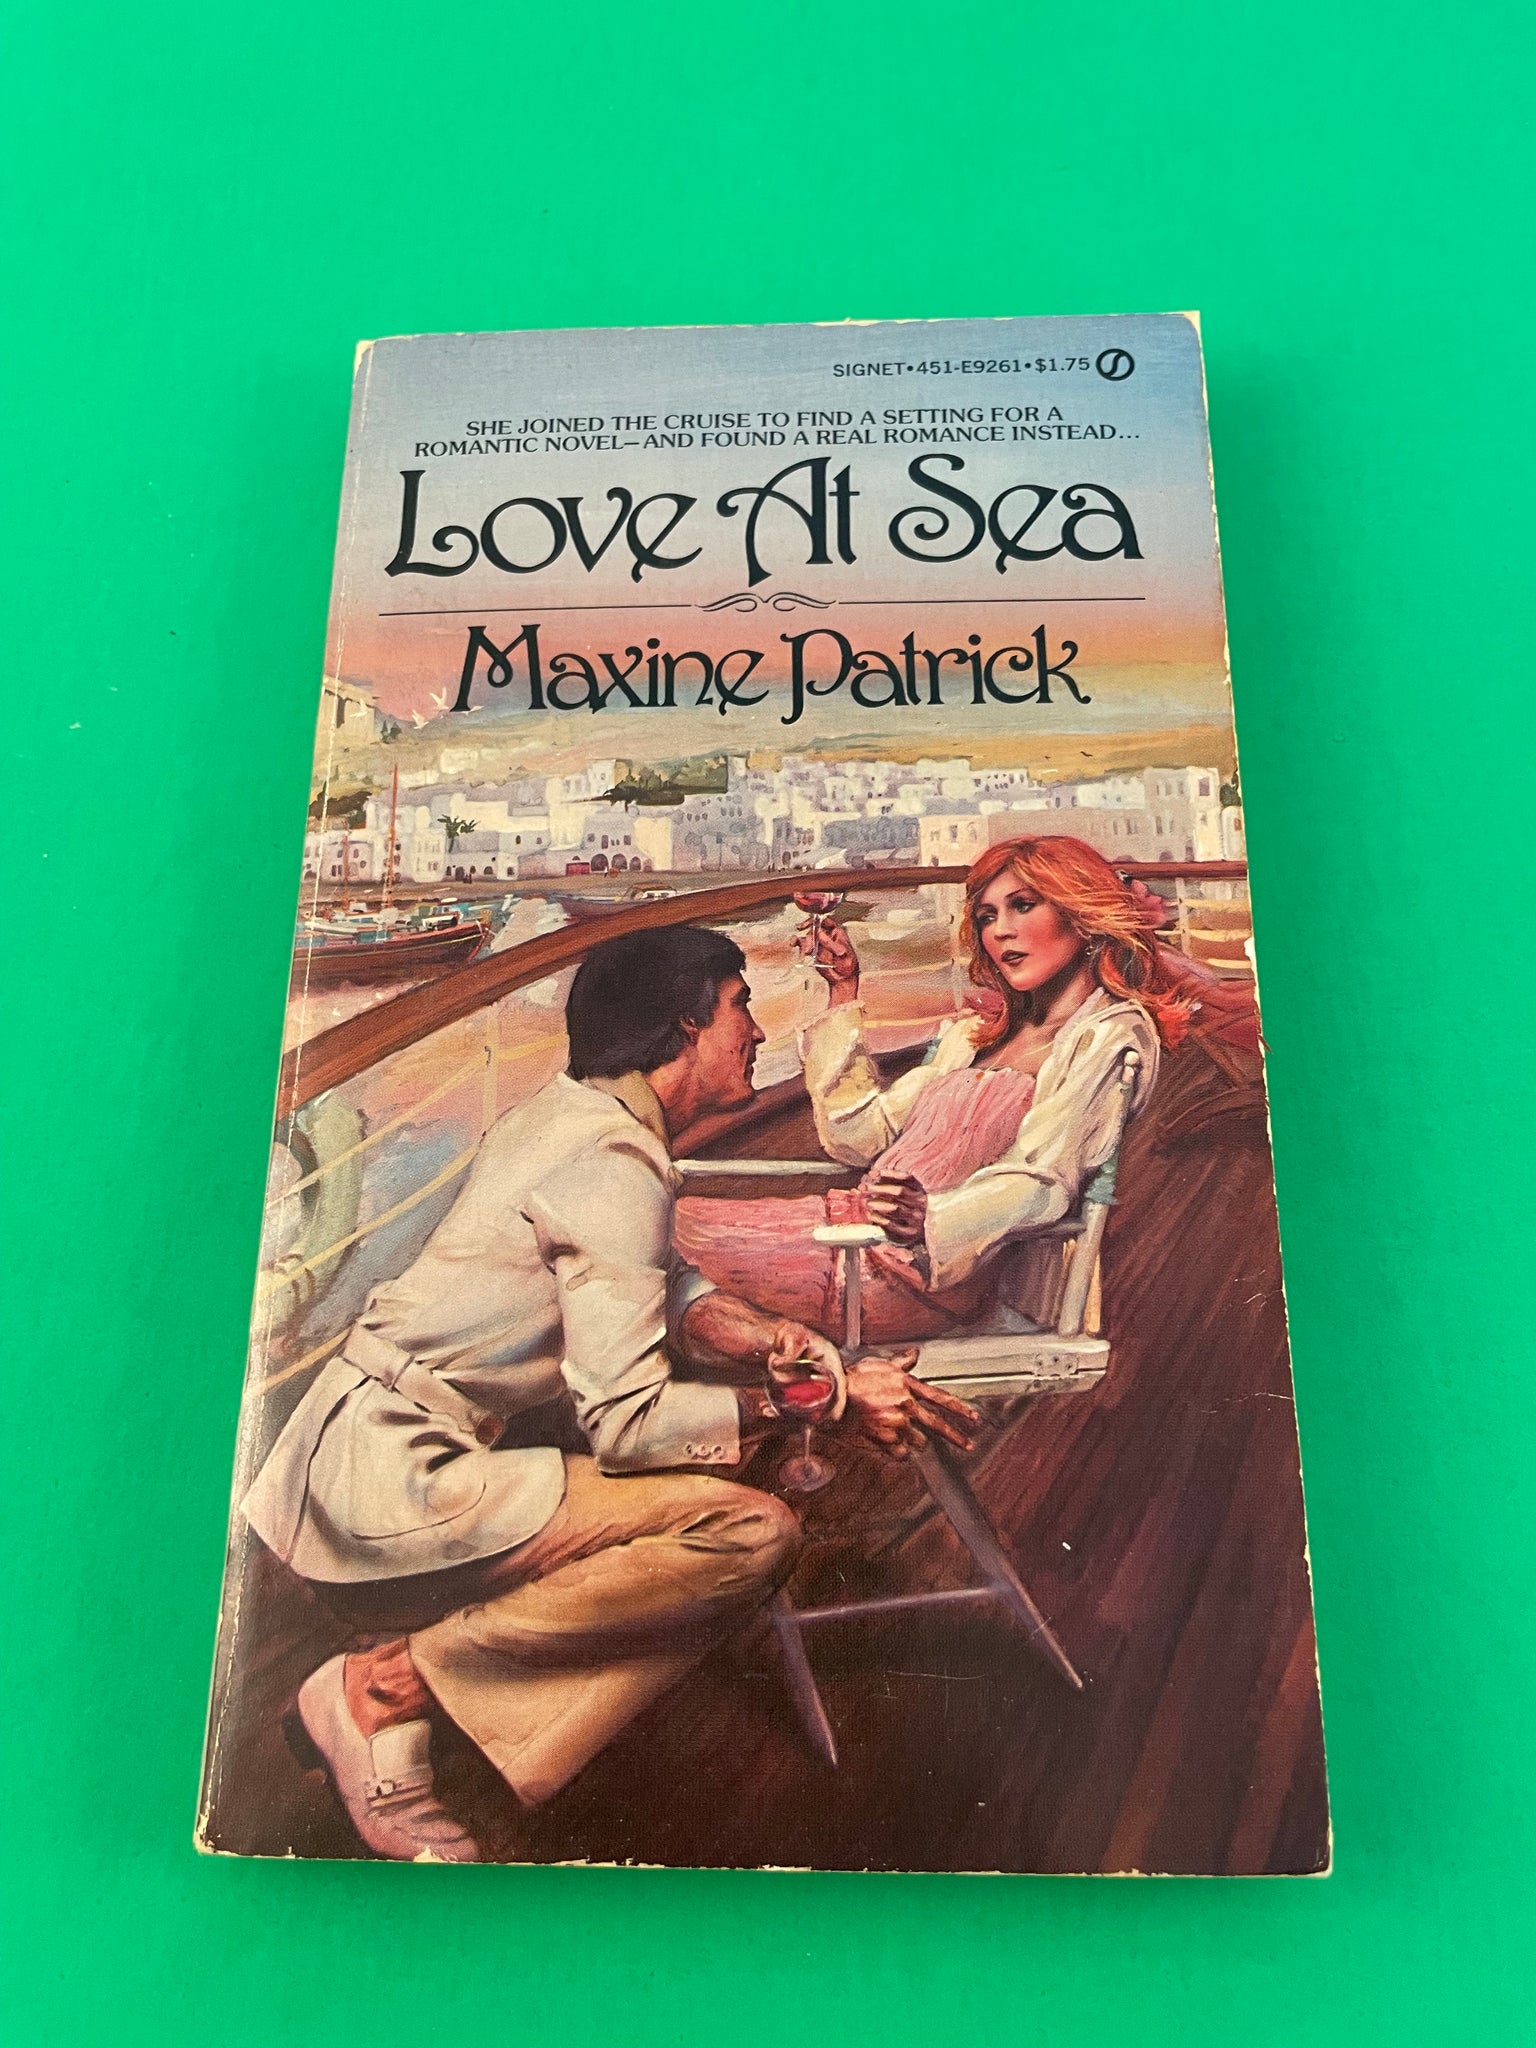 SIGNET•451-E9261•$1.75
SHE JOINED THE CRUISE TO FIND A SETTING FOR A
ROMANTIC NOVEL—AND FOUND A REAL ROMANCE INSTEAD...
Love At Sea
Maxine Patrick